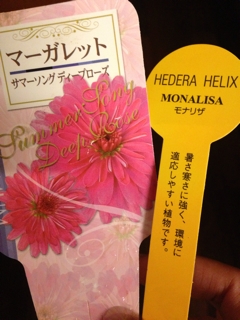 マーガレット
サマーソング ディープローズ
Summer Song
Deep Rose
HEDERA HELIX
MONALISA
モナリザ
暑さ寒さに強く、環境に
適応しやすい植物です。